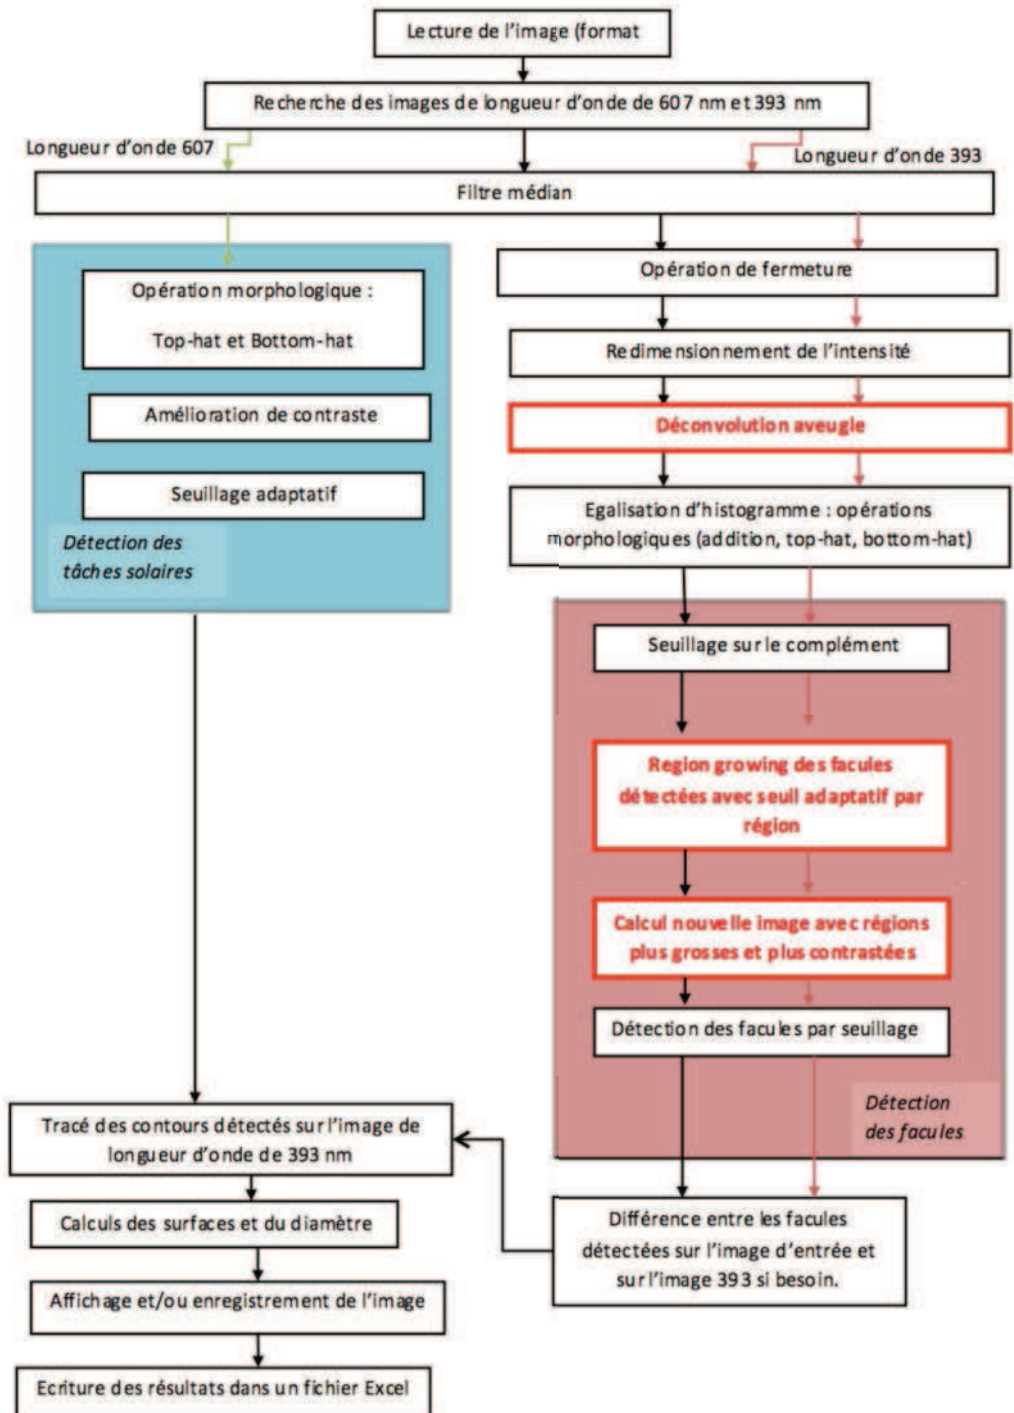 Lecture de l'image (format
Recherche des images de longueur d'onde de 607 nm et 393 nm
Longueur d'onde 607
Longueur d'onde 393
Filtre médian
Opération morphologique :
Top-hat et Bottom-hat
Amélioration de contraste
Seuillage adaptatif
Détection des
tâches solaires
Opération de fermeture
Redimensionnement de l'intensité
Déconvolution aveugle
Egalisation d'histogramme : opérations
morphologiques (addition, top-hat, bottom-hat)
Seuillage sur le complément
Region growing des facules
détectées avec seuil adaptatif par
région
Calcul nouvelle image avec régions
plus grosses et plus contrastées
Détection des facules par seuillage
Détection
des facules
Différence entre les facules
détectées sur l'image d'entrée et
sur l'image 393 si besoin.
Tracé des contours détectés sur l'image de
longueur d'onde de 393 nm
Calculs des surfaces et du diamètre
Affichage et/ou enregistrement de l'image
Ecriture des résultats dans un fichier Excel